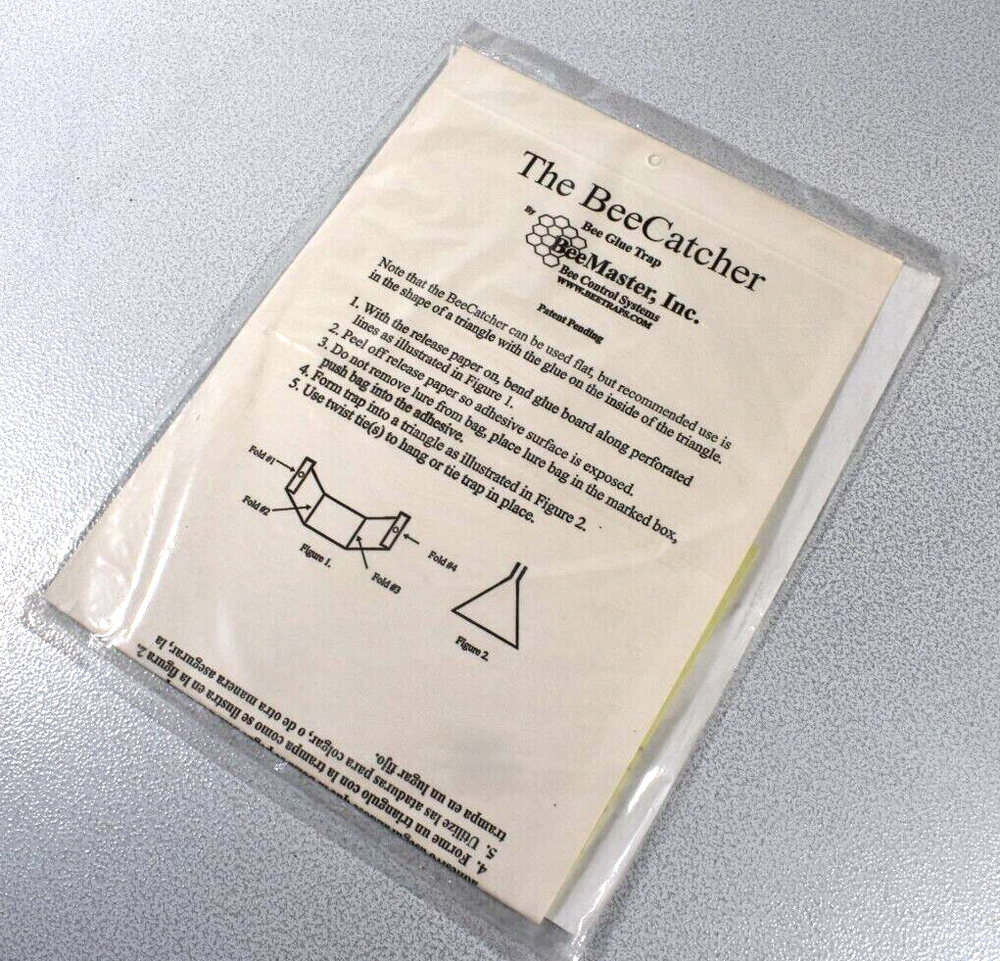 The BeeCatcher
Bee Glue Trap
By
BeeMaster, Inc.
Bee Control Systems
WWW.BEETRAPS.COM
Patent Pending
Note that the BeeCatcher can be used flat, but recommended use is
in the shape of a triangle with the glue on the inside of the triangle.
1. With the release paper on, bend glue board along perforated
lines as illustrated in Figure 1.
2. Peel off release paper so adhesive surface is exposed.
3. Do not remove lure from bag, place lure bag in the marked box,
push bag into the adhesive.
4. Form trap into a triangle as illustrated in Figure 2.
5. Use twist tie(s) to hang or tie trap in place.
Fold #1
Fold #2
Fold #4
Figure 1.
Fold #3
Figure 2.
4. Forme un triangulo con la trampa como se ilustra en la figura 2.
5. Utilize las ataduras para colgar, o de otra manera asegurar, la
trampa en un lugar fijo.